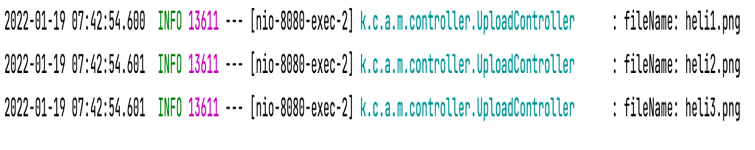 2022-01-19 07:42:54.600  INFO 13611 --- [nio-8080-exec-2] k.c.a.m.controller.UploadController      : fileName: heli1.png
2022-01-19 07:42:54.601  INFO 13611 --- [nio-8080-exec-2] k.c.a.m.controller.UploadController      : fileName: heli2.png
2022-01-19 07:42:54.601  INFO 13611 --- [nio-8080-exec-2] k.c.a.m.controller.UploadController      : fileName: heli3.png